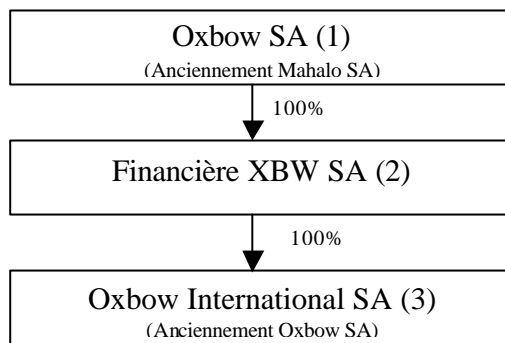 Oxbow SA (1)
(Anciennement Mahalo SA)
100%
Financière XBW SA (2)
100%
Oxbow International SA (3)
(Anciennement Oxbow SA)